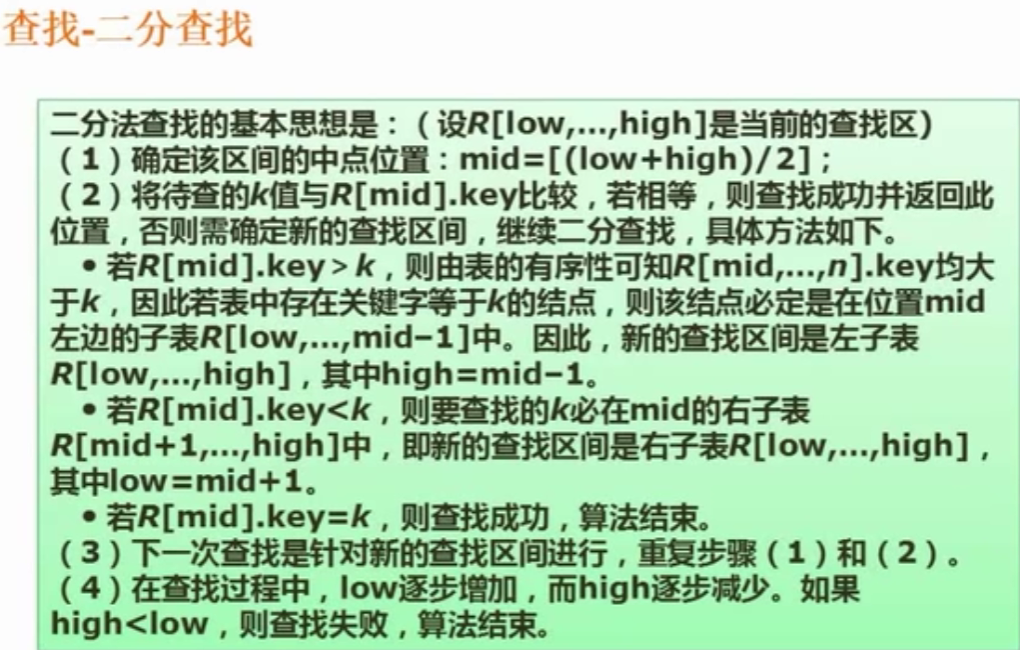 查找-二分查找
二分法查找的基本思想是：（设R[low,...,high]是当前的查找区)
（1）确定该区间的中点位置：mid=[(low+high)/2]；
（2）将待查的k值与R[mid].key比较，若相等，则查找成功并返回此
位置，否则需确定新的查找区间，继续二分查找，具体方法如下。
•若R[mid].key＞k，则由表的有序性可知R[mid,...,n].key均大
于k，因此若表中存在关键字等于k的结点，则该结点必定是在位置mid
左边的子表R[low,...,mid–1]中。因此，新的查找区间是左子表
R[low,...,high]，其中high=mid–1。
•若R[mid].key<k，则要查找的k必在mid的右子表
R[mid+1,...,high]中，即新的查找区间是右子表R[low,...,high]，
其中low=mid+1。
•若R[mid].key=k，则查找成功，算法结束。
（3）下一次查找是针对新的查找区间进行，重复步骤（1）和（2）。
（4）在查找过程中，low逐步增加，而high逐步减少。如果
high<low，则查找失败，算法结束。